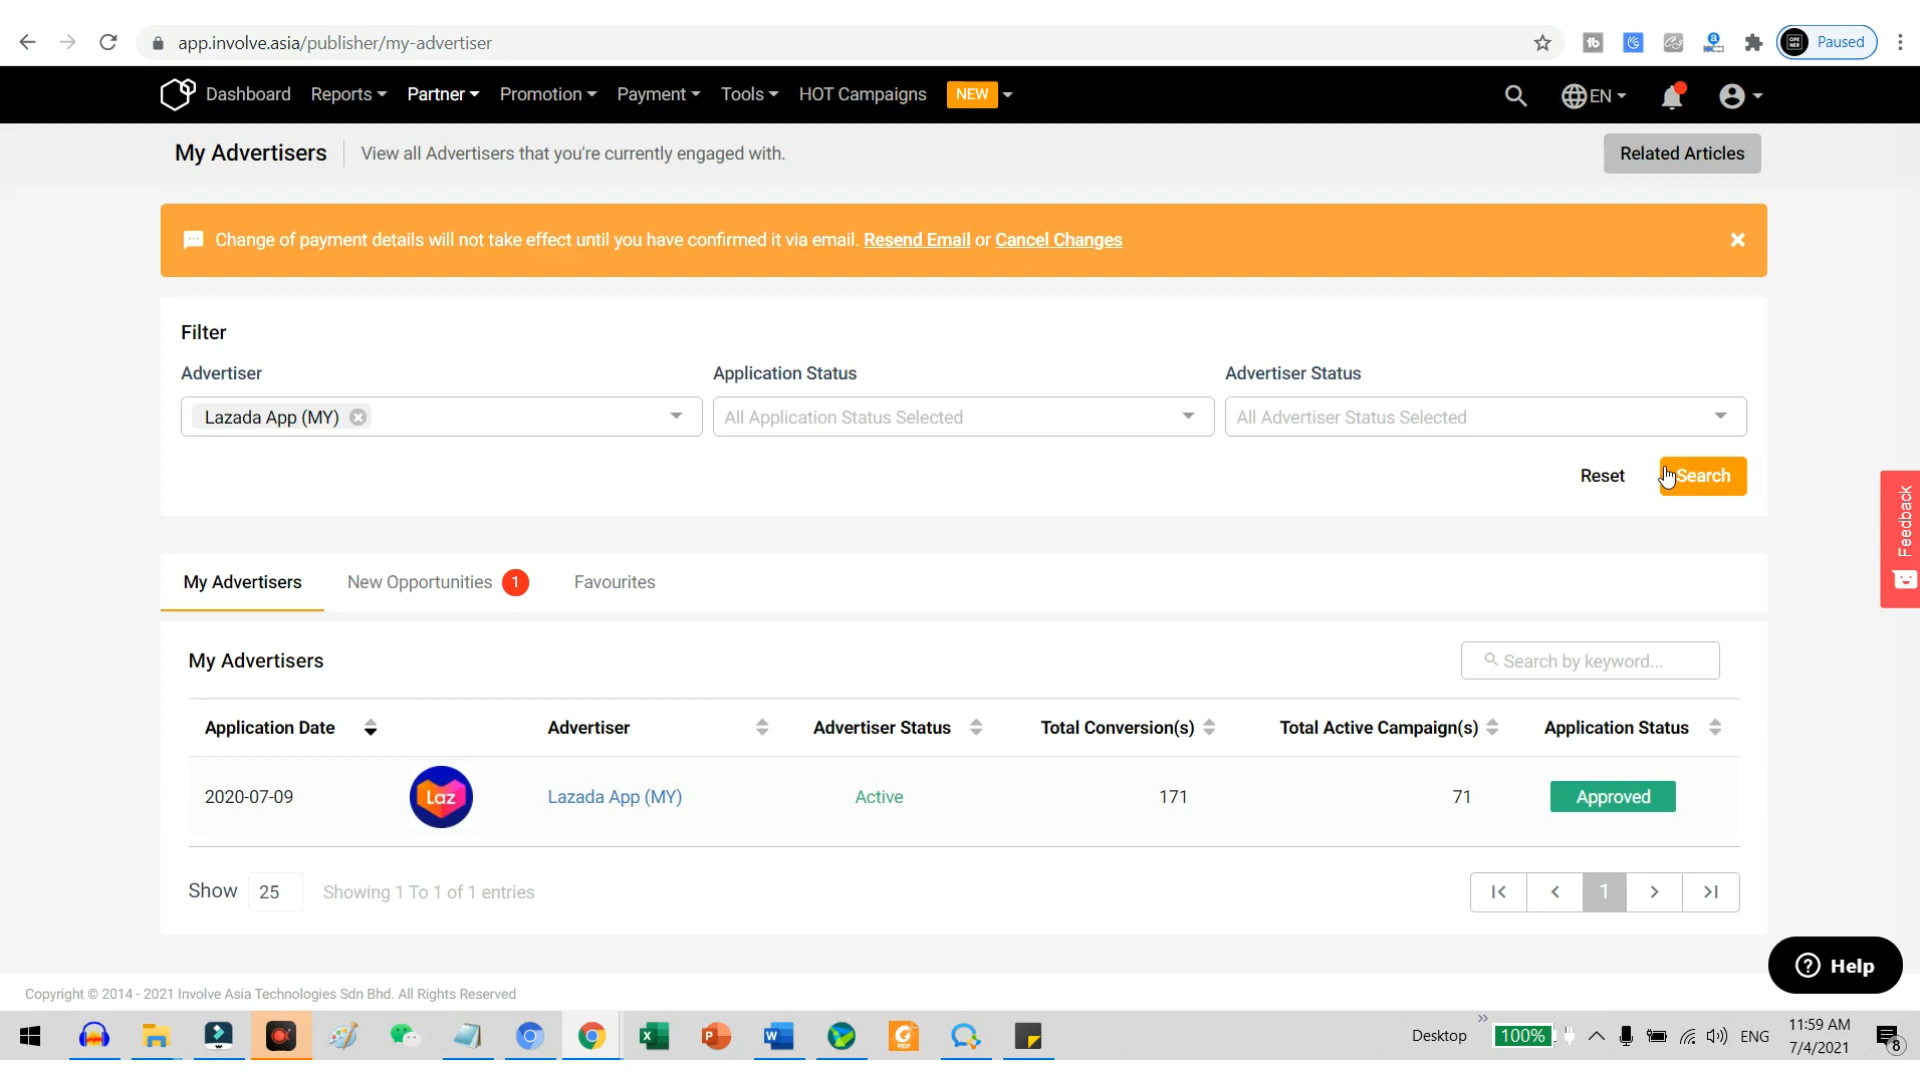 app.involve.asia/publisher/my-advertiser
Paused
Dashboard Reports Partner Promotion Payment Tools HOT Campaigns NEW EN
My Advertisers View all Advertisers that you're currently engaged with. Related Articles
Change of payment details will not take effect until you have confirmed it via email. Resend Email or Cancel Changes
Filter
Advertiser Application Status Advertiser Status
Lazada App (MY) All Application Status Selected All Advertiser Status Selected
Reset Search
Feedback
My Advertisers New Opportunities 1 Favourites
My Advertisers Search by keyword...
Application Date Advertiser Advertiser Status Total Conversion(s) Total Active Campaign(s) Application Status
2020-07-09 Laz Lazada App (MY) Active 171 71 Approved
Show 25 Showing 1 To 1 of 1 entries 1
Help
Copyright © 2014 - 2021 Involve Asia Technologies Sdn Bhd. All Rights Reserved
Desktop 100% ENG 11:59 AM
7/4/2021 8